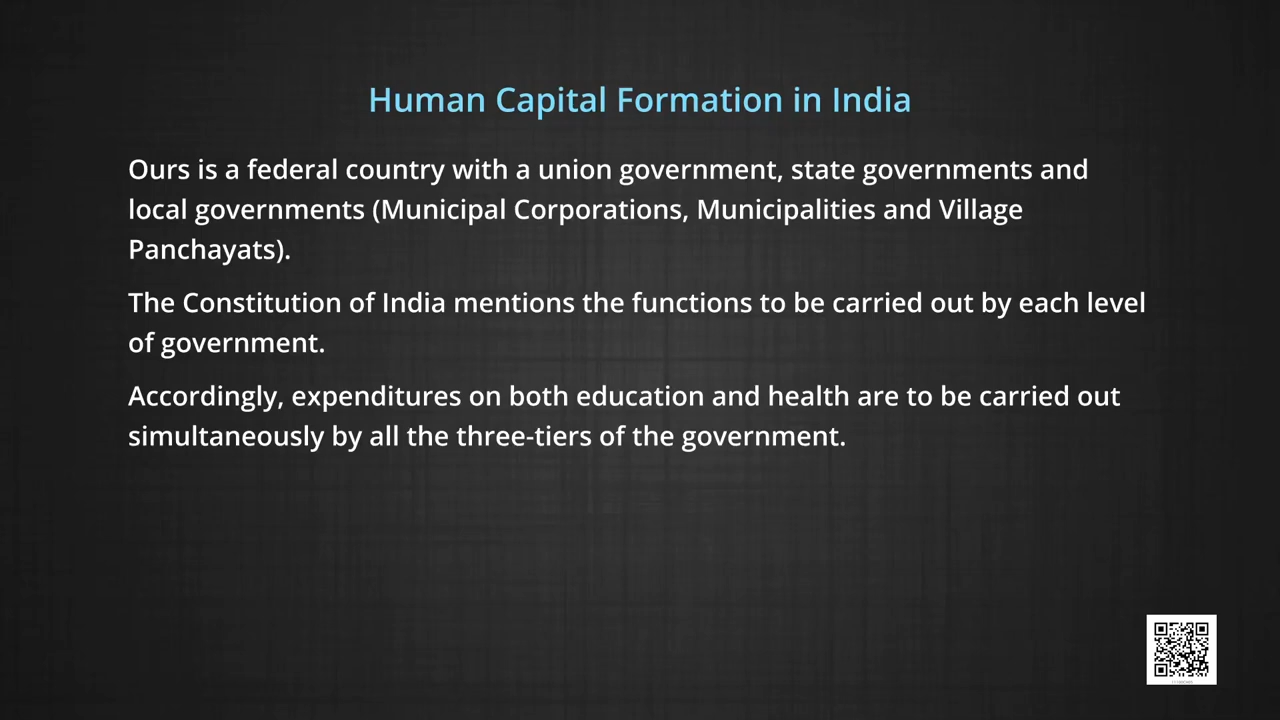 Human Capital Formation in India
Ours is a federal country with a union government, state governments and
local governments (Municipal Corporations, Municipalities and Village
Panchayats).
The Constitution of India mentions the functions to be carried out by each level
of government.
Accordingly, expenditures on both education and health are to be carried out
simultaneously by all the three-tiers of the government.